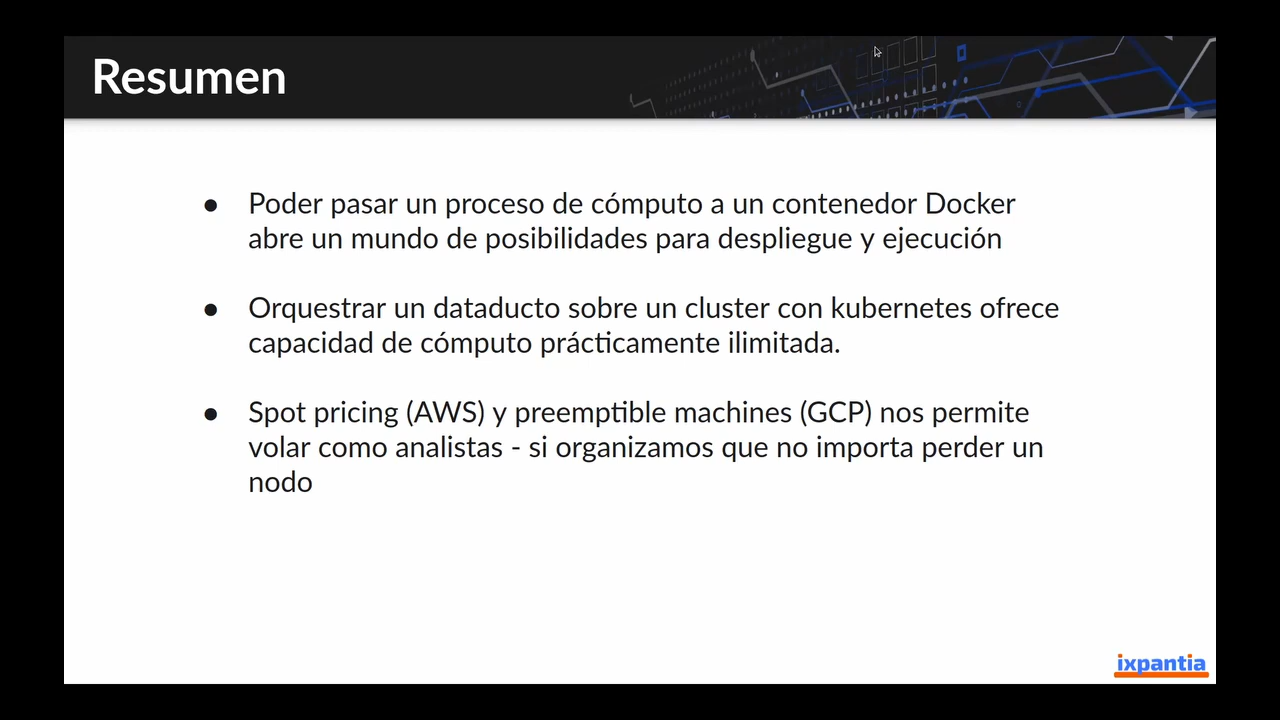 Resumen
● Poder pasar un proceso de cómputo a un contenedor Docker
abre un mundo de posibilidades para despliegue y ejecución
● Orquestrar un dataducto sobre un cluster con kubernetes ofrece
capacidad de cómputo prácticamente ilimitada.
● Spot pricing (AWS) y preemptible machines (GCP) nos permite
volar como analistas - si organizamos que no importa perder un
nodo
ixpantia